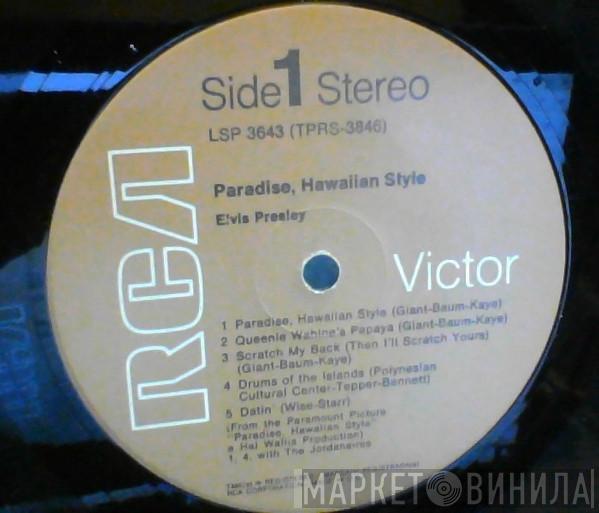 Side 1 Stereo
LSP 3643 (TPRS-3846)
Paradise, Hawaiian Style
Elvis Presley
RCA
Victor
1 Paradise, Hawaiian Style (Giant-Baum-Kaye)
2 Queenie Wahine's Papaya (Giant-Baum-Kaye)
3 Scratch My Back (Then I'll Scratch Yours)
(Giant-Baum-Kaye)
4 Drums of the Islands (Polynesian
Cultural Center-Tepper-Bennett)
5 Datin' (Wise-Starr)
(From the Paramount Picture
"Paradise, Hawaiian Style"
a Hal Wallis Production)
1, 4, with The Jordanaires
RCA CORPORATION
МАРКЕТ ВИНИЛА